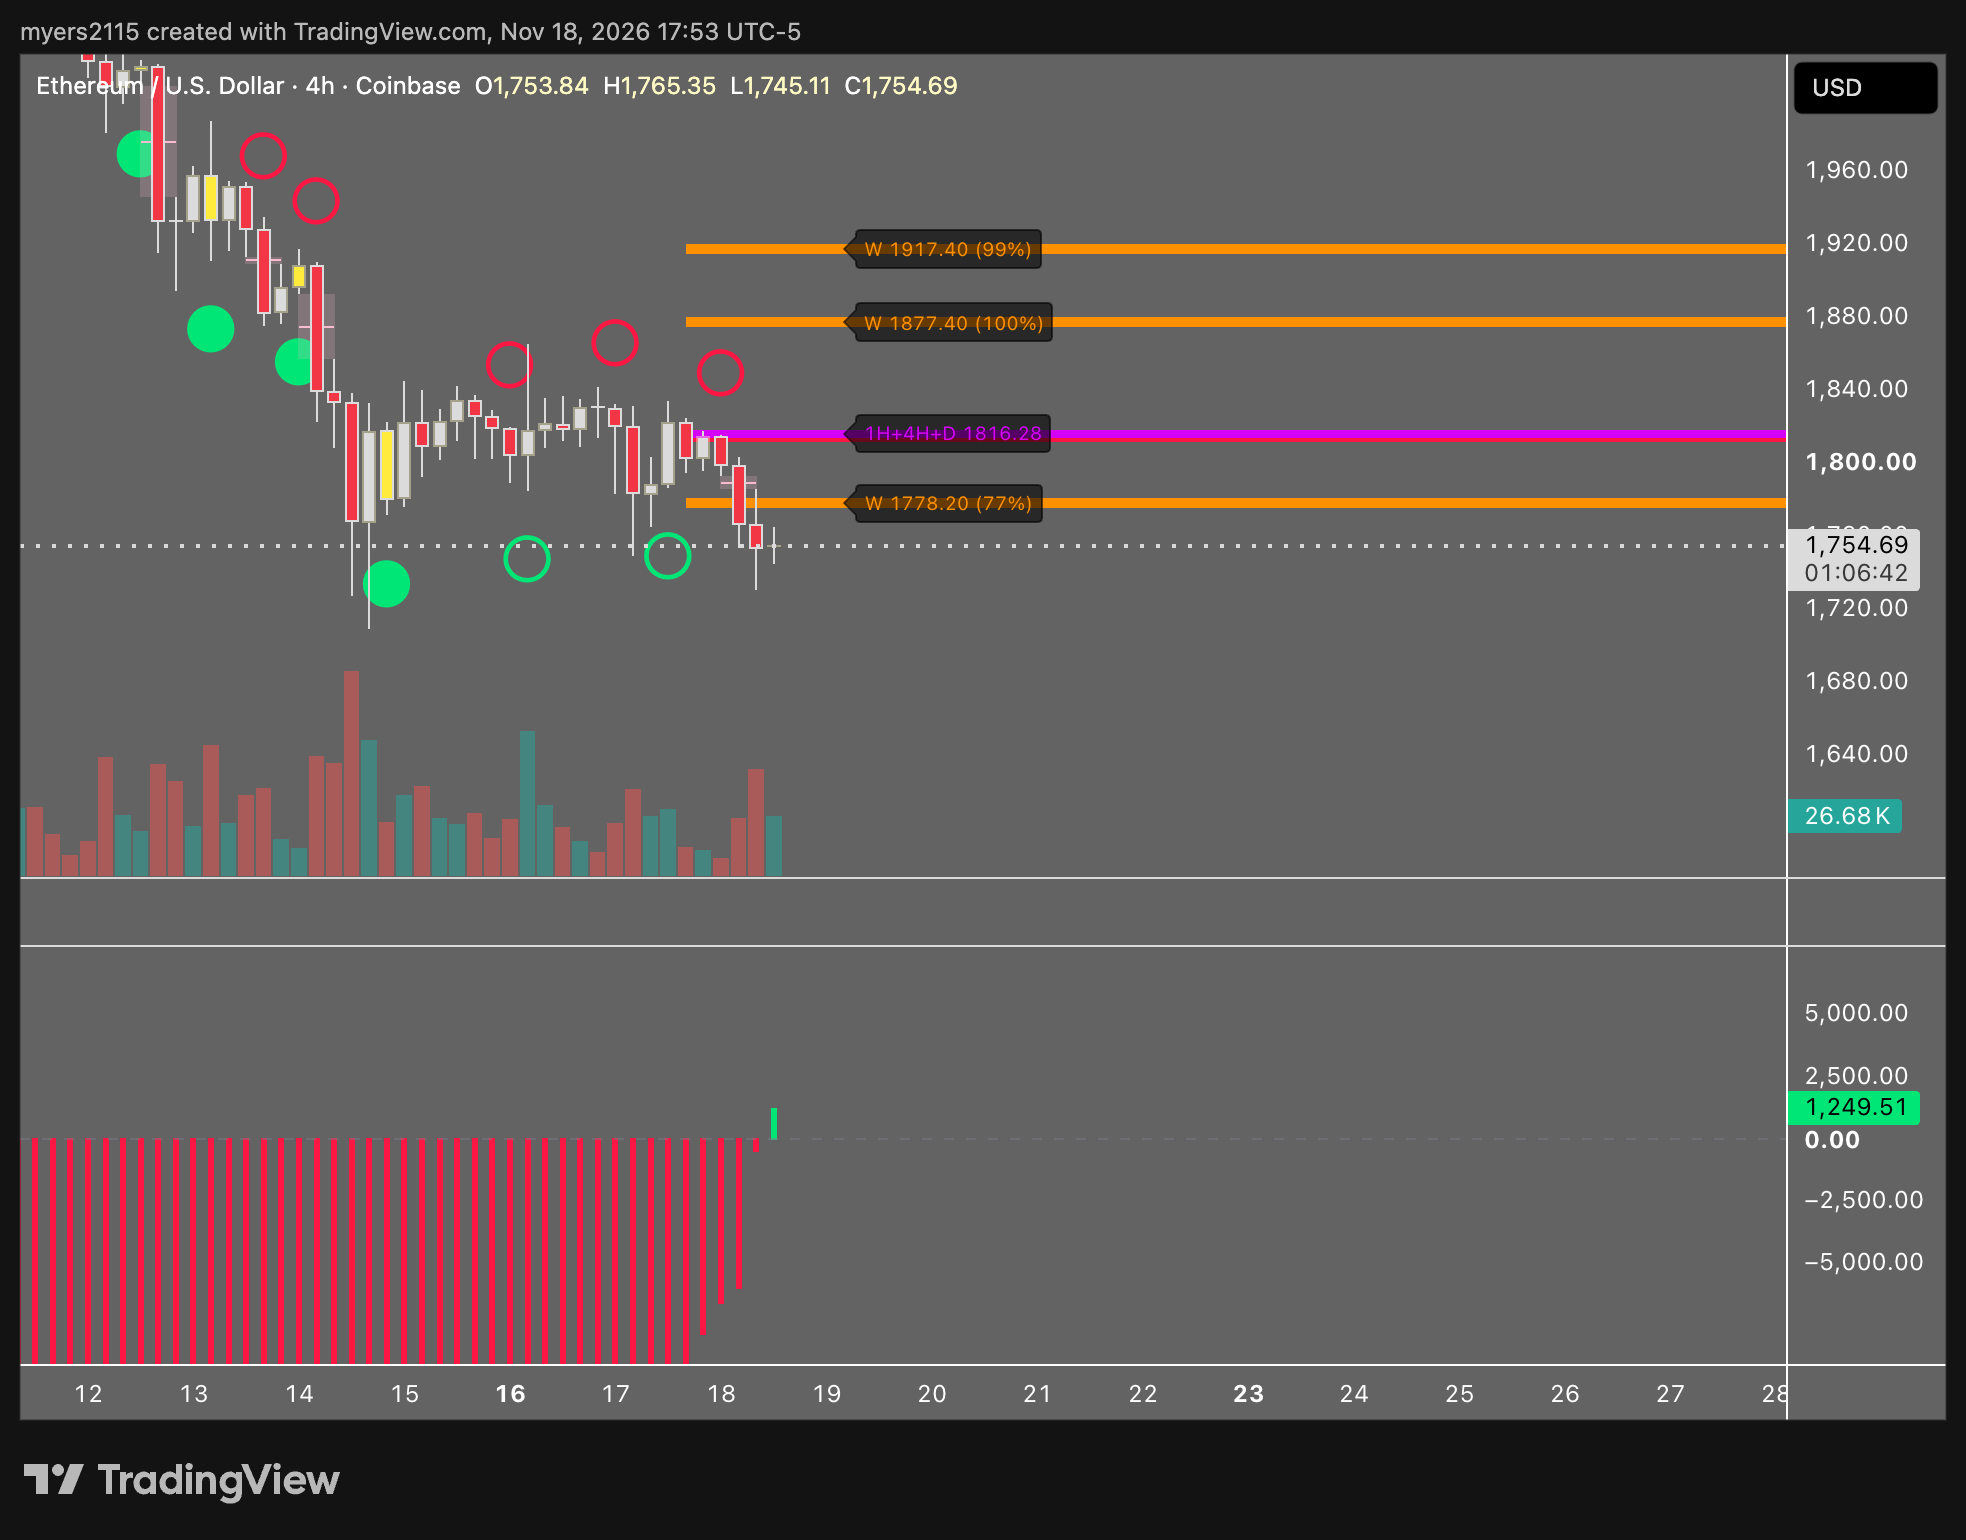 myers2115 created with TradingView.com, Nov 18, 2026 17:53 UTC-5
Ethereum / U.S. Dollar · 4h · Coinbase O1,753.84 H1,765.35 L1,745.11 C1,754.69
USD
1,960.00
1,920.00
W 1917.40 (99%)
1,880.00
W 1877.40 (100%)
1,840.00
1H+4H+D 1816.28
1,800.00
W 1778.20 (77%)
1,754.69
01:06:42
1,720.00
1,680.00
1,640.00
26.68 K
5,000.00
2,500.00
1,249.51
0.00
−2,500.00
−5,000.00
12 13 14 15 16 17 18 19 20 21 22 23 24 25 26 27 28
TradingView